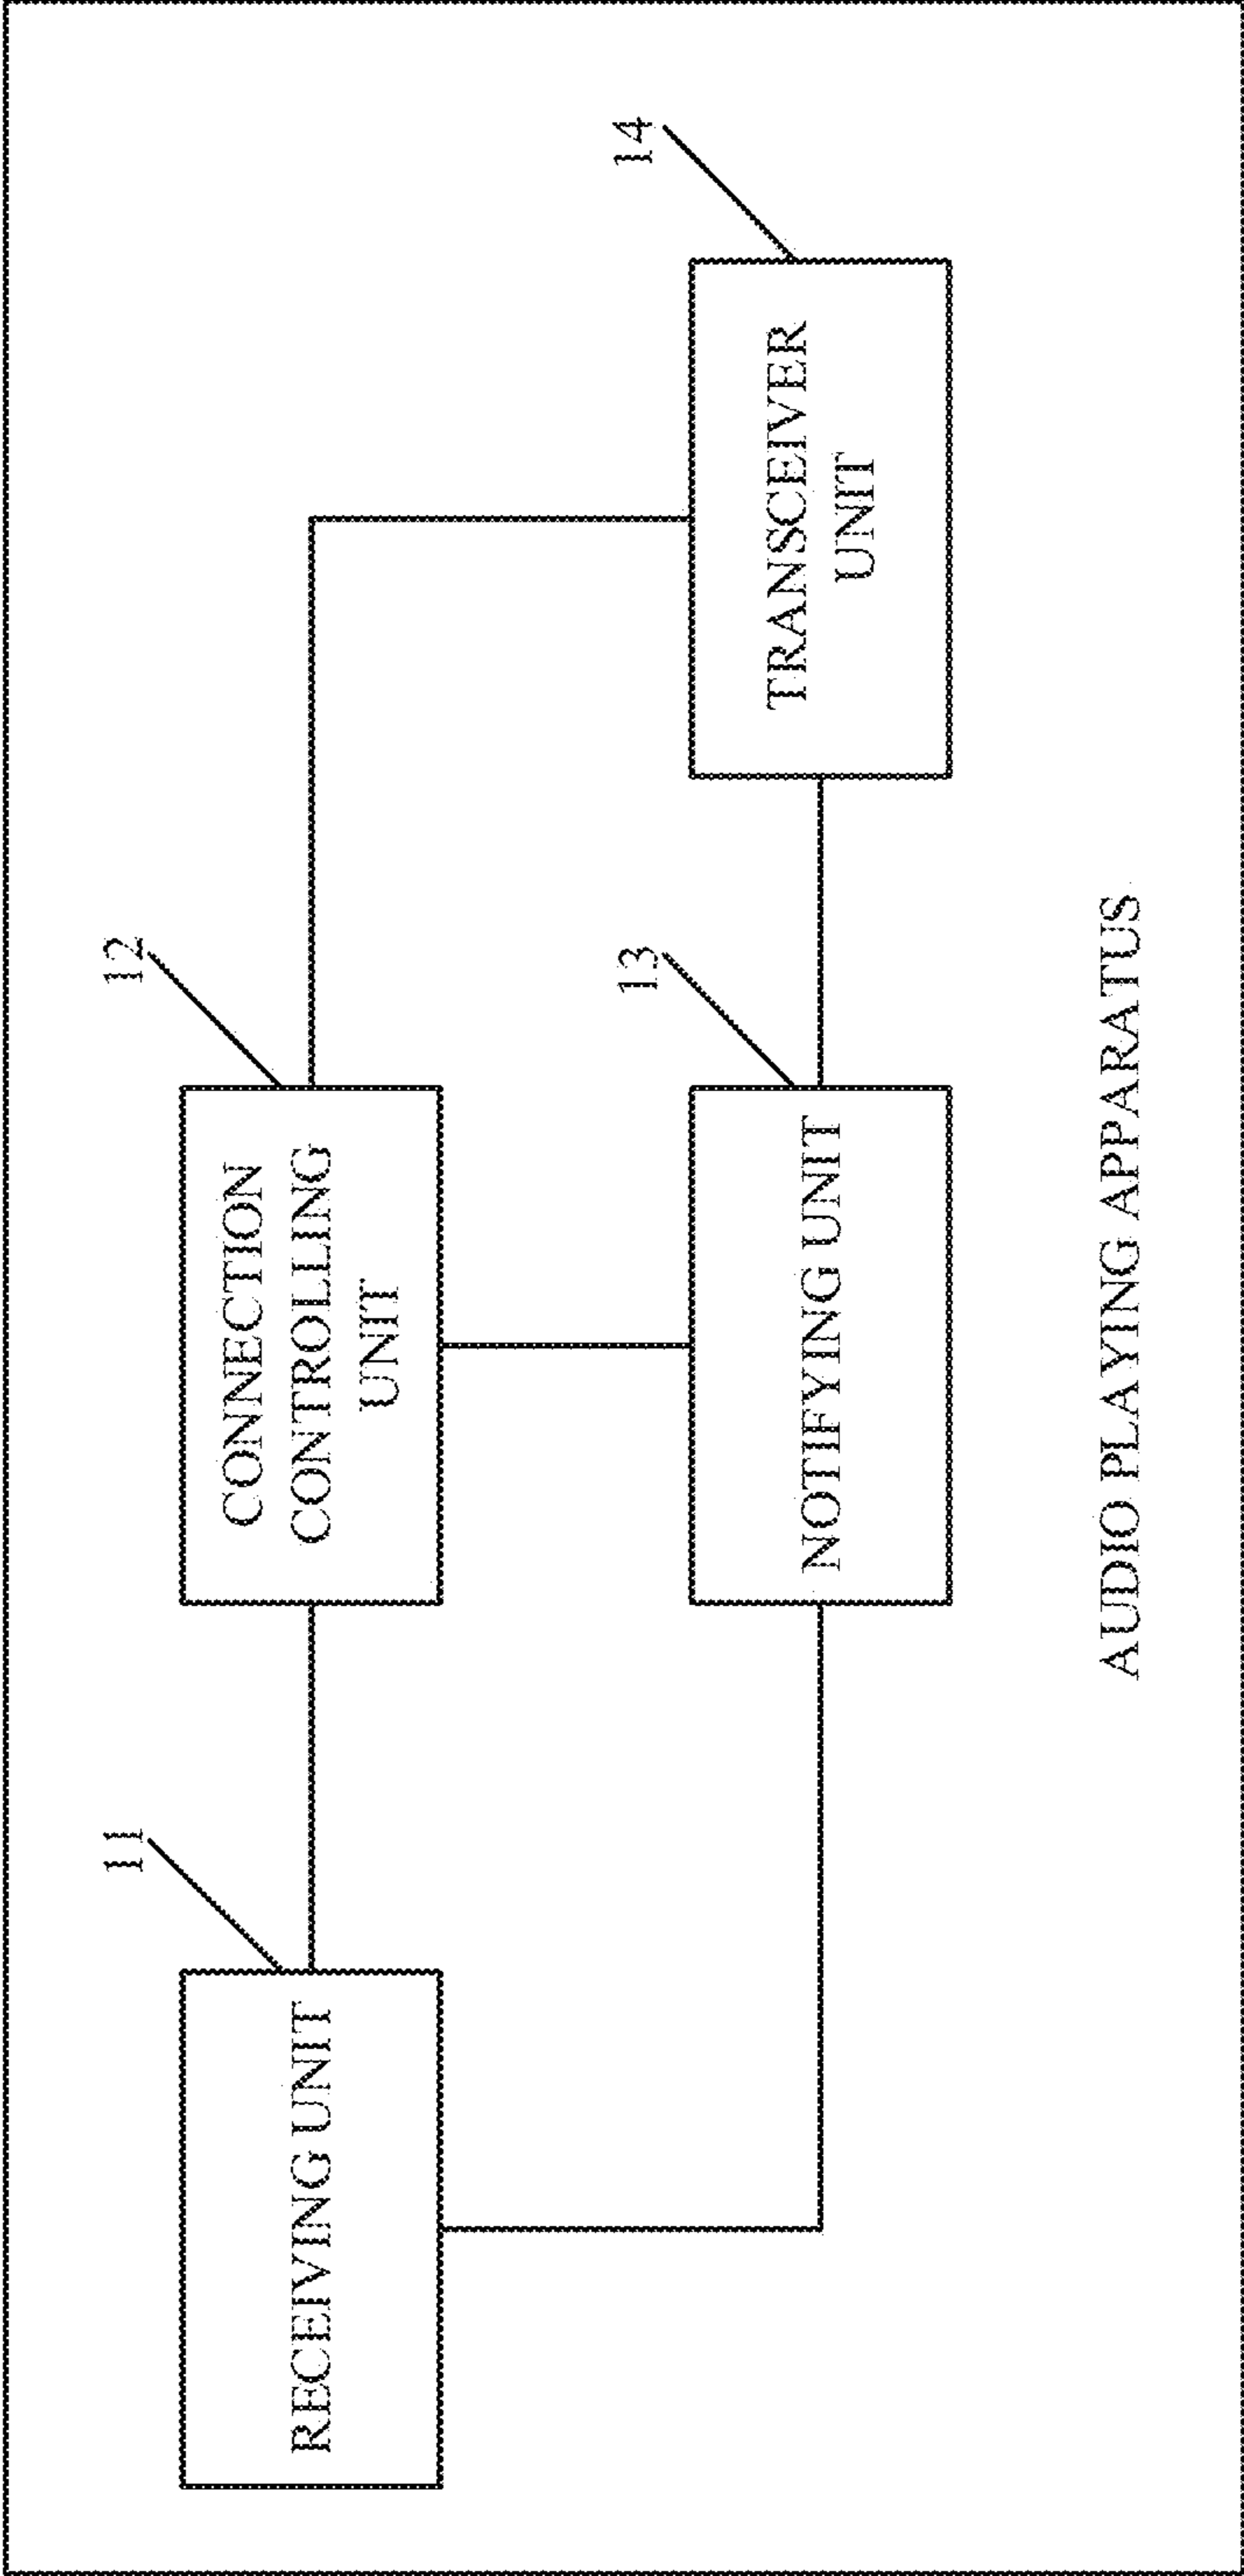 11
RECEIVING UNIT
12
CONNECTION
CONTROLLING
UNIT
13
NOTIFYING UNIT
14
TRANSCEIVER
UNIT
AUDIO PLAYING APPARATUS